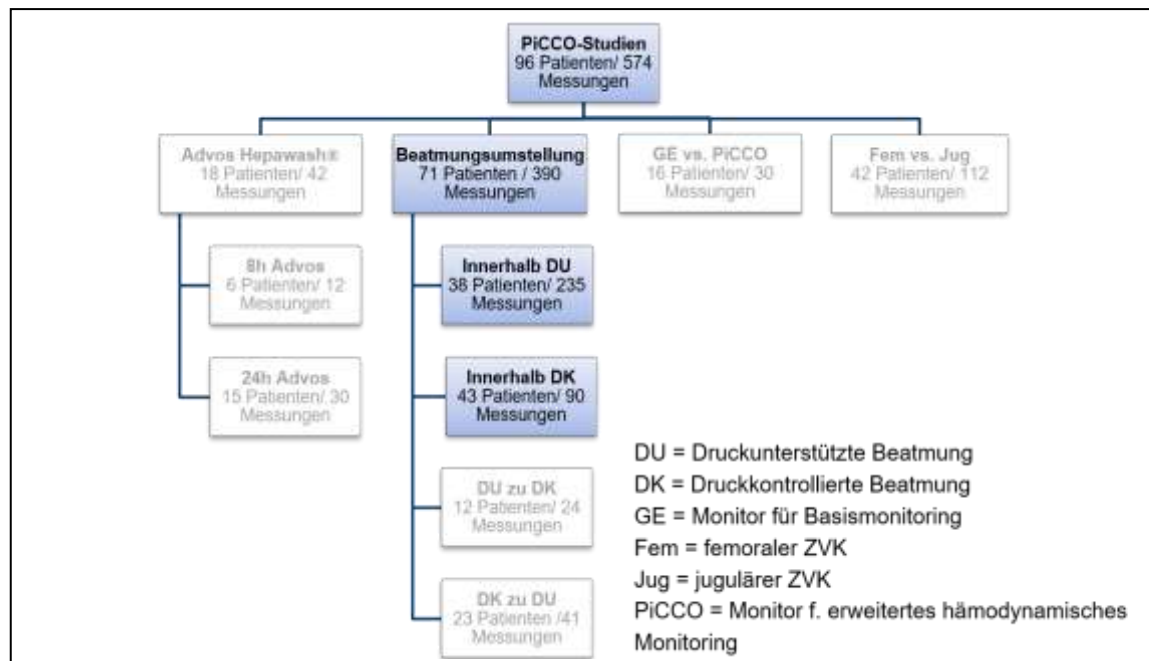 PiCCO-Studien
96 Patienten/ 574
Messungen
Advos Hepawash®
18 Patienten/ 42
Messungen
Beatmungsumstellung
71 Patienten / 390
Messungen
GE vs. PiCCO
16 Patienten/ 30
Messungen
Fem vs. Jug
42 Patienten/ 112
Messungen
8h Advos
6 Patienten/ 12
Messungen
Innerhalb DU
38 Patienten/ 235
Messungen
24h Advos
15 Patienten/ 30
Messungen
Innerhalb DK
43 Patienten/ 90
Messungen
DU zu DK
12 Patienten/ 24
Messungen
DK zu DU
23 Patienten /41
Messungen
DU = Druckunterstützte Beatmung
DK = Druckkontrollierte Beatmung
GE = Monitor für Basismonitoring
Fem = femoraler ZVK
Jug = jugulärer ZVK
PiCCO = Monitor f. erweitertes hämodynamisches
Monitoring